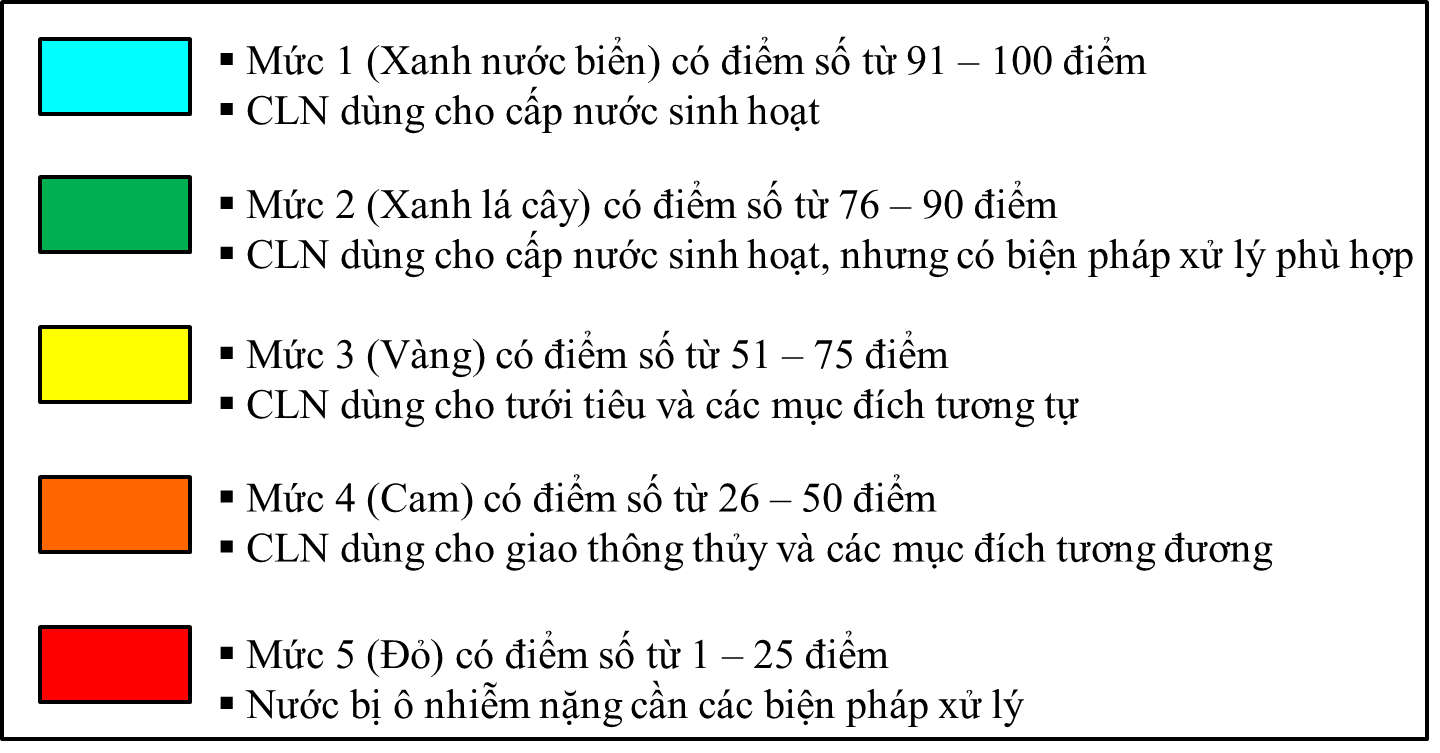 ▪ Mức 1 (Xanh nước biển) có điểm số từ 91 – 100 điểm
▪ CLN dùng cho cấp nước sinh hoạt
▪ Mức 2 (Xanh lá cây) có điểm số từ 76 – 90 điểm
▪ CLN dùng cho cấp nước sinh hoạt, nhưng có biện pháp xử lý phù hợp
▪ Mức 3 (Vàng) có điểm số từ 51 – 75 điểm
▪ CLN dùng cho tưới tiêu và các mục đích tương tự
▪ Mức 4 (Cam) có điểm số từ 26 – 50 điểm
▪ CLN dùng cho giao thông thủy và các mục đích tương đương
▪ Mức 5 (Đỏ) có điểm số từ 1 – 25 điểm
▪ Nước bị ô nhiễm nặng cần các biện pháp xử lý